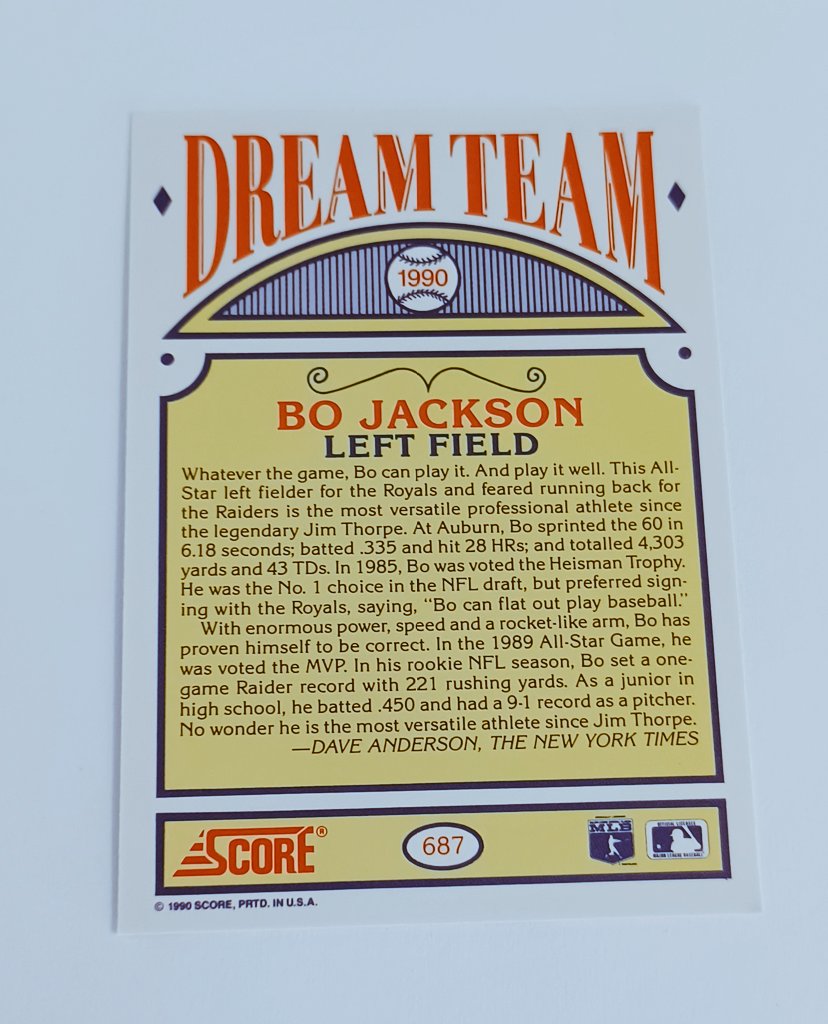 DREAM TEAM
1990
BO JACKSON
LEFT FIELD
Whatever the game, Bo can play it. And play it well. This All-
Star left fielder for the Royals and feared running back for
the Raiders is the most versatile professional athlete since
the legendary Jim Thorpe. At Auburn, Bo sprinted the 60 in
6.18 seconds; batted .335 and hit 28 HRs; and totalled 4,303
yards and 43 TDs. In 1985, Bo was voted the Heisman Trophy.
He was the No. 1 choice in the NFL draft, but preferred sign-
ing with the Royals, saying, “Bo can flat out play baseball.”
With enormous power, speed and a rocket-like arm, Bo has
proven himself to be correct. In the 1989 All-Star Game, he
was voted the MVP. In his rookie NFL season, Bo set a one-
game Raider record with 221 rushing yards. As a junior in
high school, he batted .450 and had a 9-1 record as a pitcher.
No wonder he is the most versatile athlete since Jim Thorpe.
—DAVE ANDERSON, THE NEW YORK TIMES
SCORE®
687
OFFICIAL LICENSEE
MAJOR LEAGUE BASEBALL
© 1990 SCORE, PRTD. IN U.S.A.